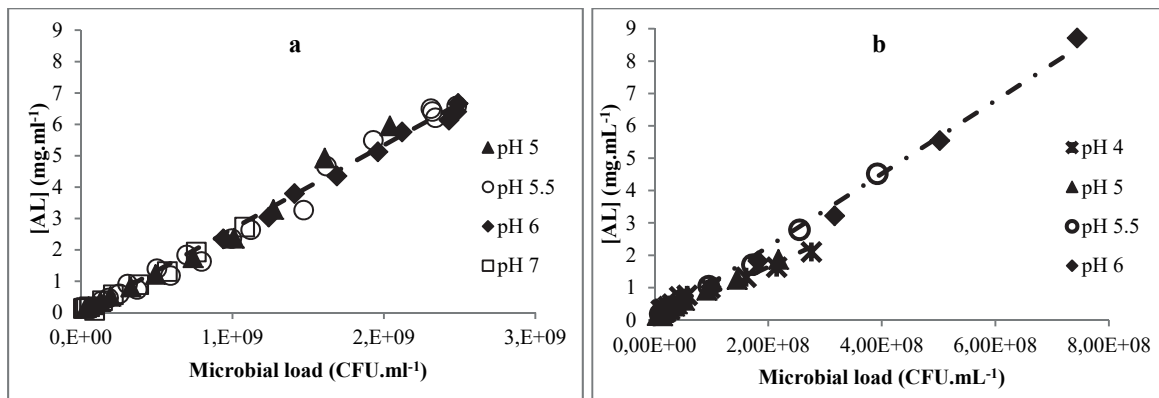 a
9
8
7
6
5
4
3
2
1
0
[AL] (mg.ml⁻¹)
0,E+00
1,E+09
2,E+09
3,E+09
Microbial load (CFU.ml⁻¹)
pH 5
pH 5.5
pH 6
pH 7
b
9
8
7
6
5
4
3
2
1
0
[AL] (mg.mL⁻¹)
0,00E+00
2,00E+08
4,00E+08
6,00E+08
8,00E+08
Microbial load (CFU.mL⁻¹)
pH 4
pH 5
pH 5.5
pH 6